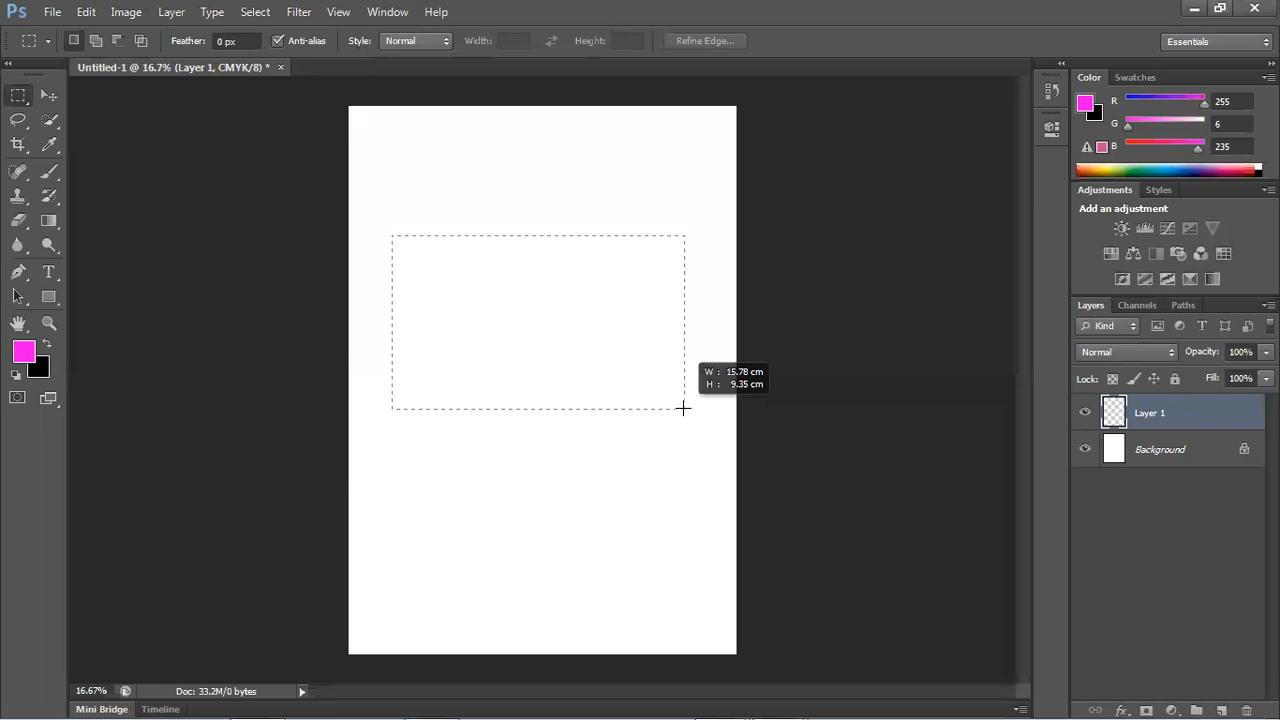 Ps File Edit Image Layer Type Select Filter View Window Help
Feather: 0 px Anti-alias Style: Normal Width: Height: Refine Edge... Essentials
Untitled-1 @ 16.7% (Layer 1, CMYK/8) * ×
Color Swatches
R 255
G 6
B 235
Adjustments Styles
Add an adjustment
Layers Channels Paths
Kind
Normal Opacity: 100%
Lock: Fill: 100%
Layer 1
Background
W : 15.78 cm
H : 9.35 cm
16.67% Doc: 33.2M/0 bytes
Mini Bridge Timeline